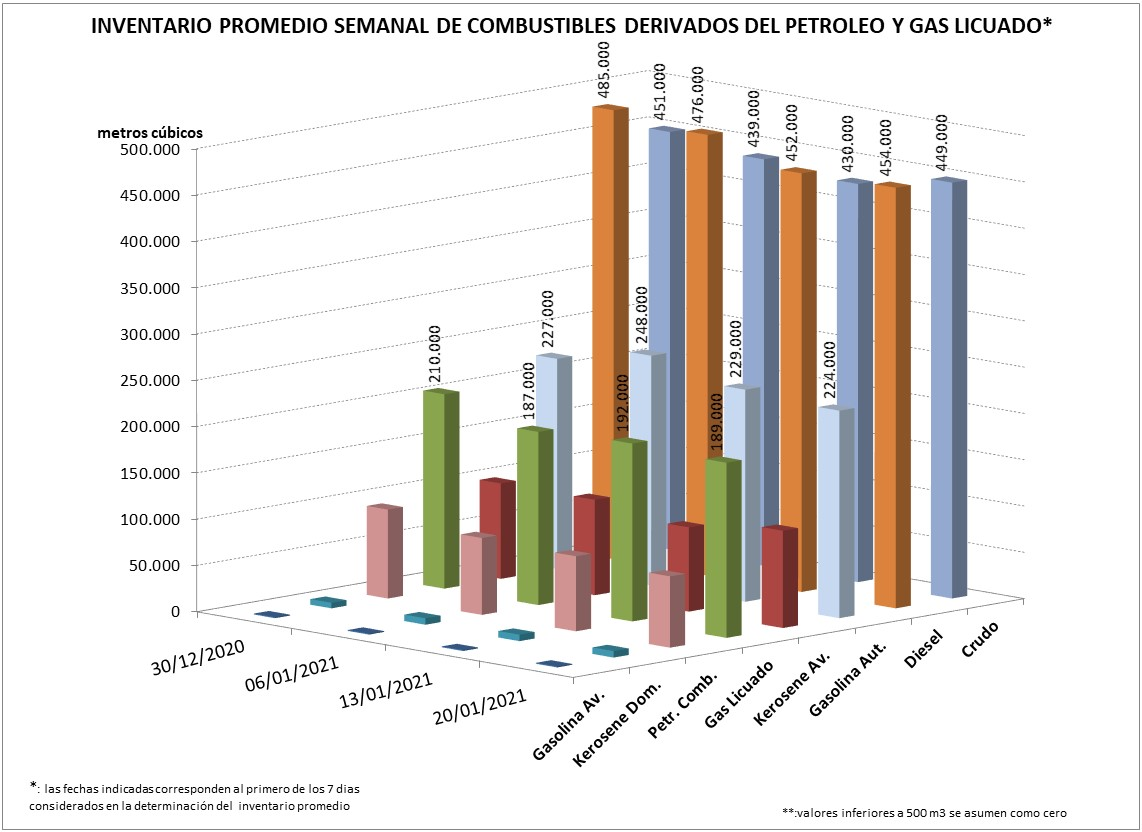 INVENTARIO PROMEDIO SEMANAL DE COMBUSTIBLES DERIVADOS DEL PETROLEO Y GAS LICUADO*
metros cúbicos
500.000
450.000
400.000
350.000
300.000
250.000
200.000
150.000
100.000
50.000
0
485.000
451.000
476.000
439.000
452.000
430.000
454.000
449.000
227.000
248.000
229.000
224.000
210.000
187.000
192.000
189.000
30/12/2020
06/01/2021
13/01/2021
20/01/2021
Gasolina Av.
Kerosene Dom.
Petr. Comb.
Gas Licuado
Kerosene Av.
Gasolina Aut.
Diesel
Crudo
*: las fechas indicadas corresponden al primero de los 7 dias
considerados en la determinación del inventario promedio
**:valores inferiores a 500 m3 se asumen como cero